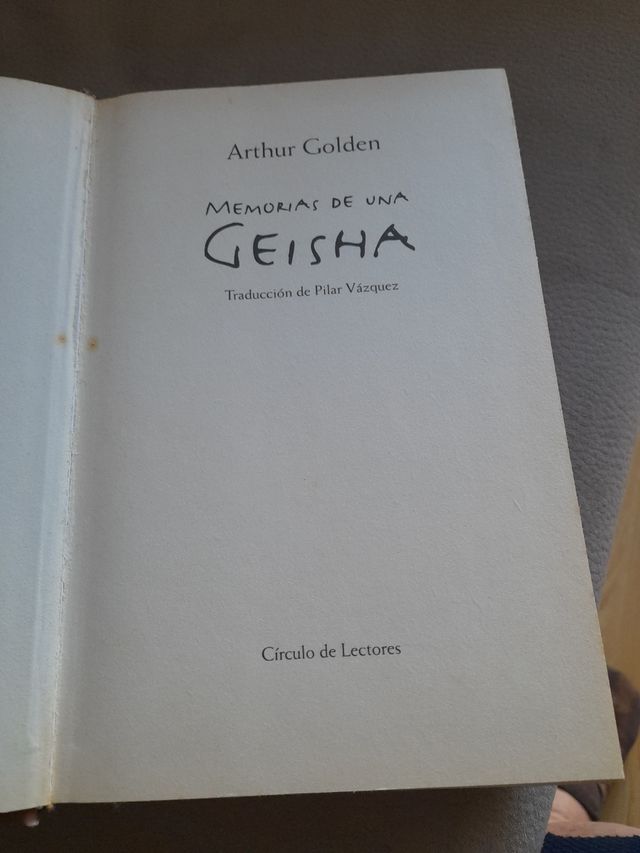 Arthur Golden
MEMORIAS DE UNA
GEISHA
Traducción de Pilar Vázquez
Círculo de Lectores